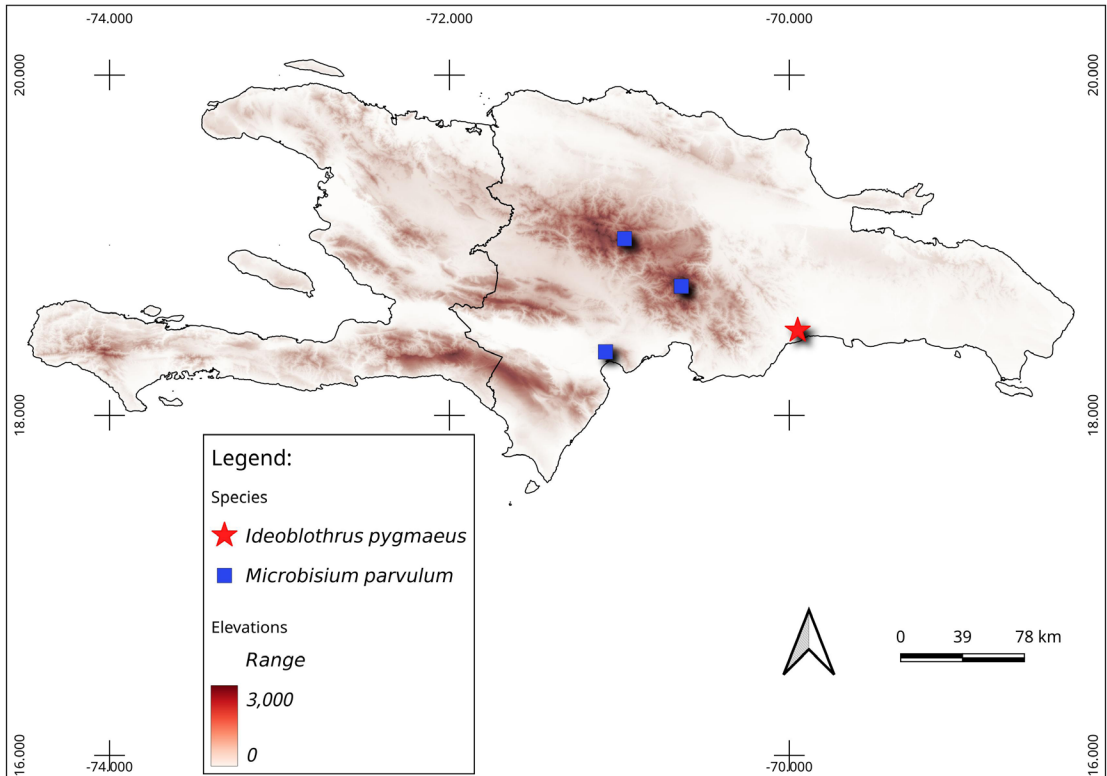 -74.000 -72.000 -70.000
20.000 20.000
18.000 18.000
Legend:
Species
Ideoblothrus pygmaeus
Microbisium parvulum
Elevations
Range
3,000
0
0 39 78 km
16.000 16.000
-74.000 -70.000